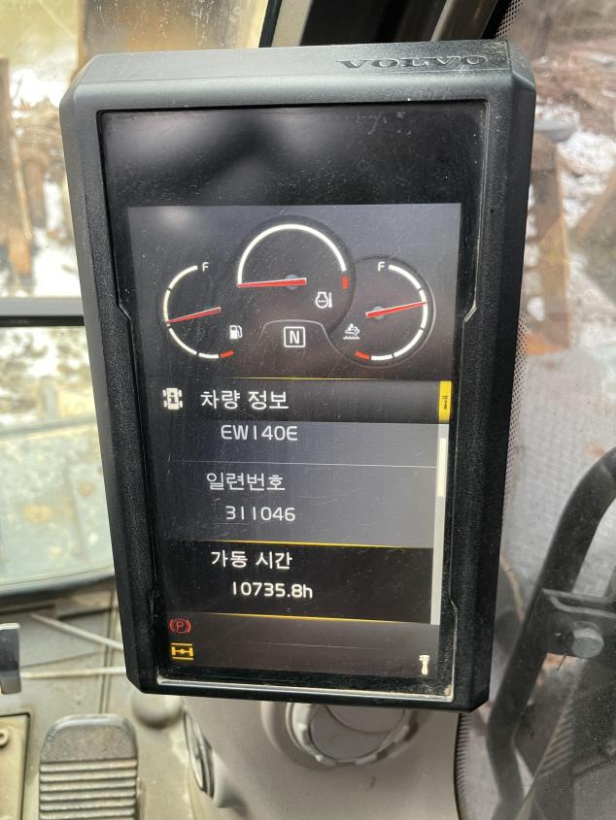 VOLVO
F
F
N
차량 정보
EW140E
일련번호
311046
가동 시간
10735.8h
P